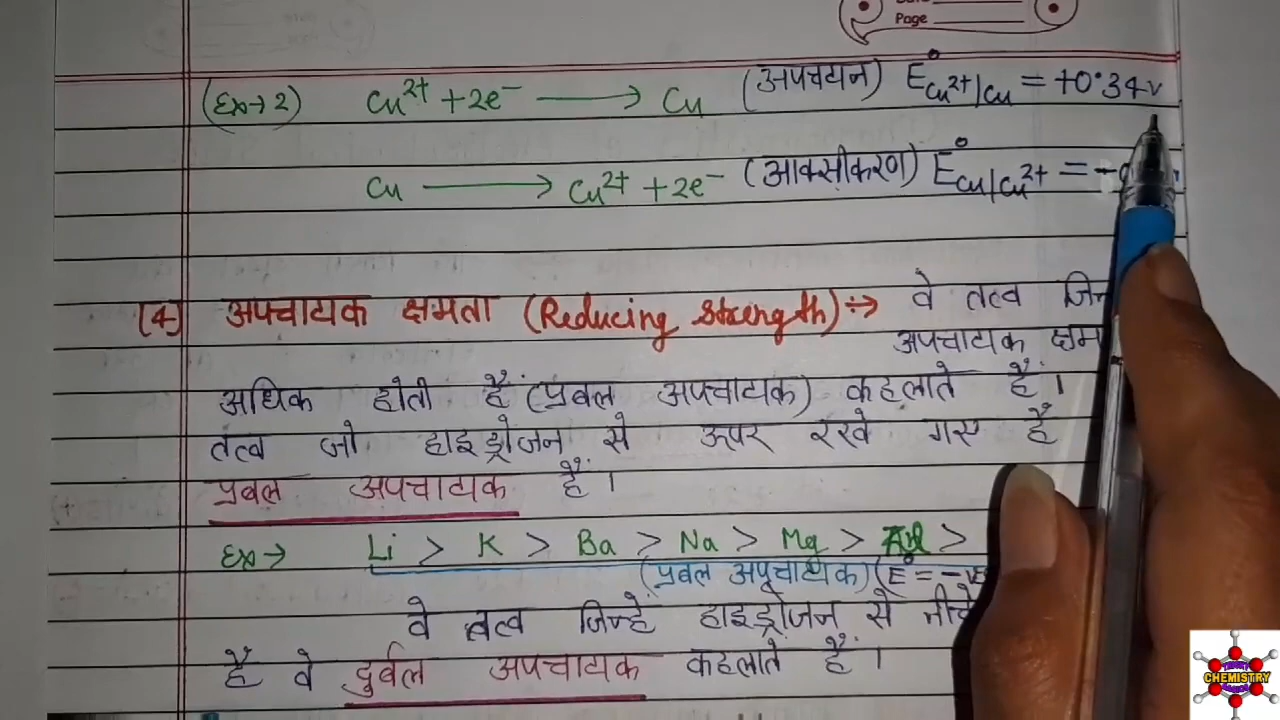 Page
(Ex→2) Cu²⁺ + 2e⁻ ⟶ Cu (अपचयन) E°Cu²⁺|Cu = +0.34v
Cu ⟶ Cu²⁺ + 2e⁻ (आक्सीकरण) E°Cu|Cu²⁺ = -
(4) अपचायक क्षमता (Reducing Strength) :→ वे तत्व
अपचायक
अधिक होती है (प्रबल अपचायक) कहलाते हैं।
तत्व जो हाइड्रोजन से ऊपर रखे गए हैं
प्रबल अपचायक हैं।
Ex→ Li > K > Ba > Na > Mg > >
(प्रबल अपचायक) (E° = -ve
वे तत्व जिन्हे हाइड्रोजन से नीचे
है वे दुर्बल अपचायक कहलाते हैं।
CHEMISTRY